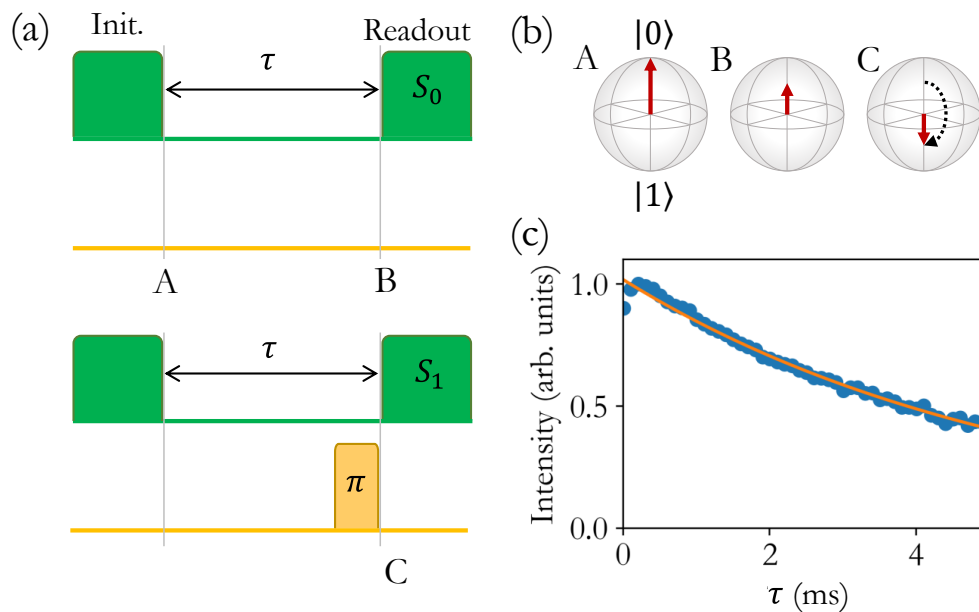 (a)
Init.
Readout
τ
S₀
A
B
τ
S₁
π
C
(b)
|0⟩
A
B
C
|1⟩
(c)
Intensity (arb. units)
1.0
0.5
0.0
0
2
4
τ (ms)